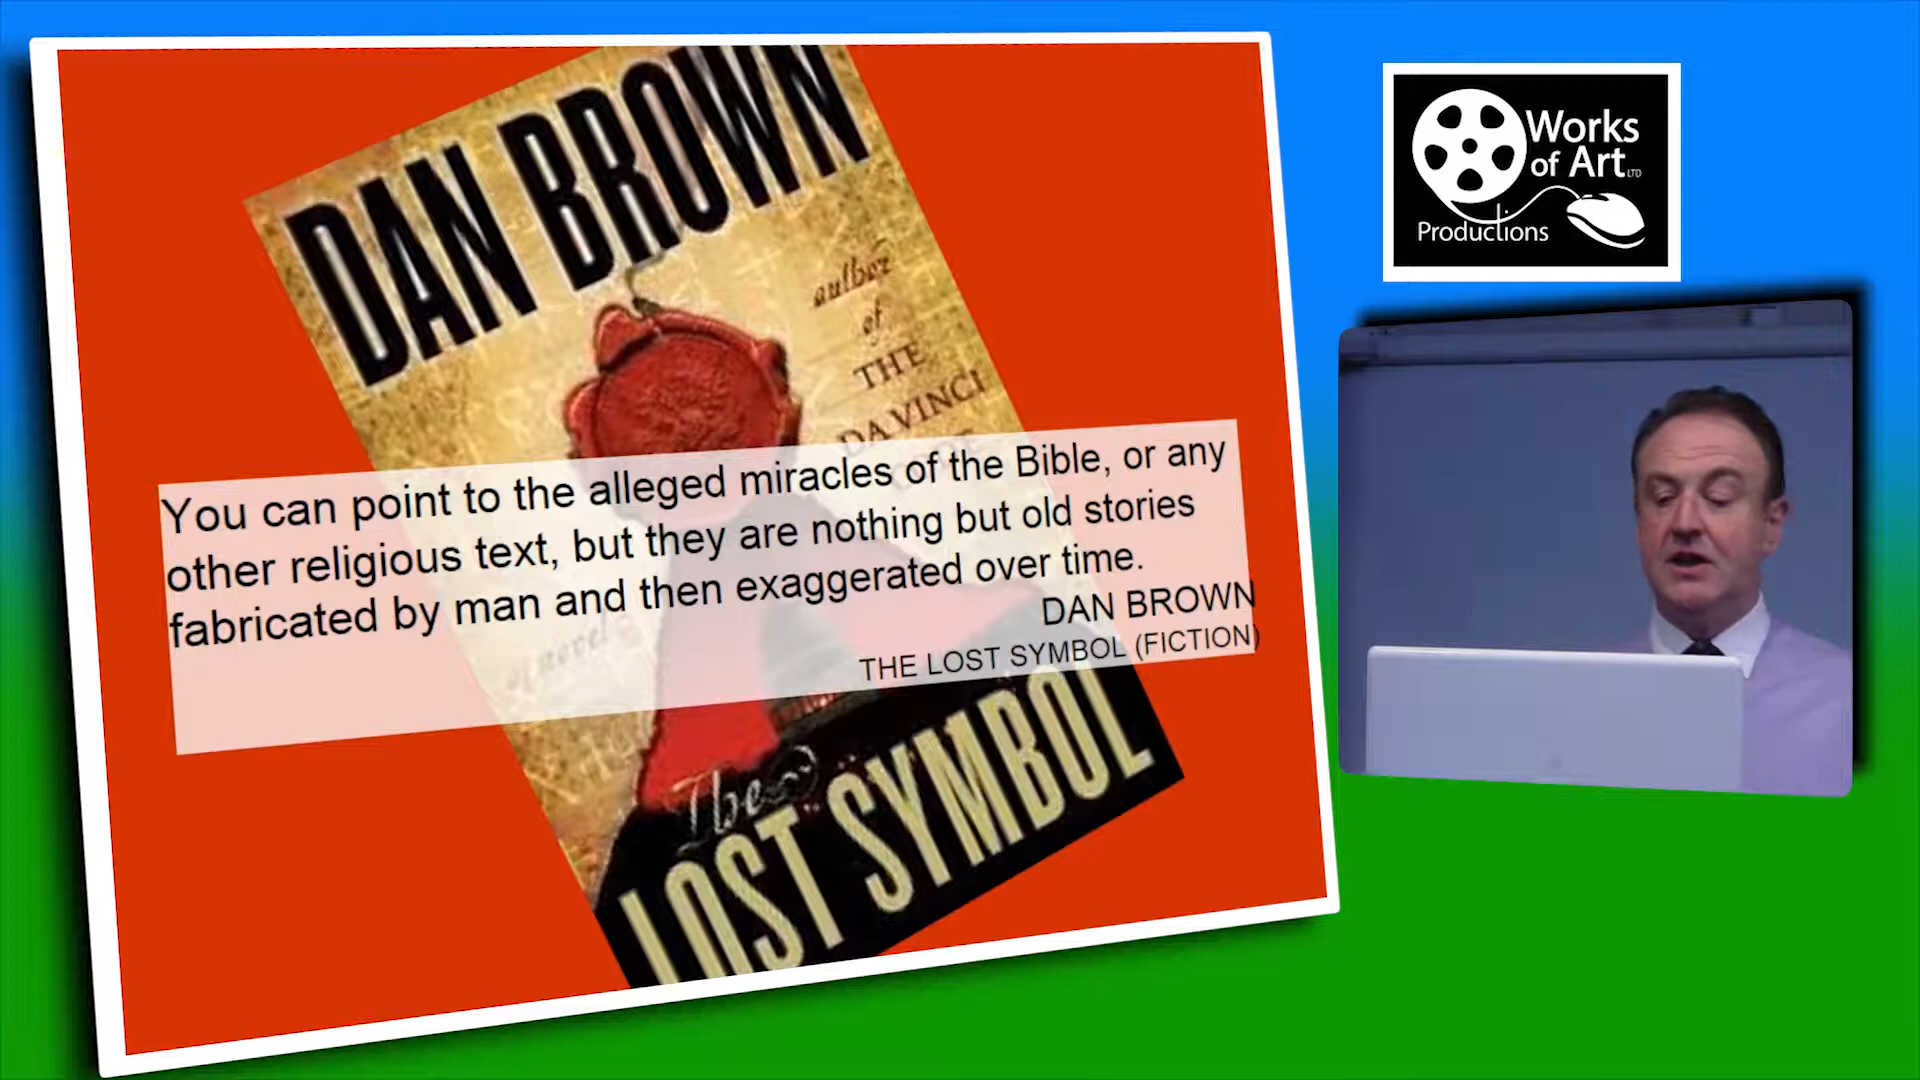 DAN BROWN
author
of
THE
DA VINCI
You can point to the alleged miracles of the Bible, or any
other religious text, but they are nothing but old stories
fabricated by man and then exaggerated over time.
DAN BROWN
THE LOST SYMBOL (FICTION)
a novel
The
LOST SYMBOL
Works
of Art LTD
Productions